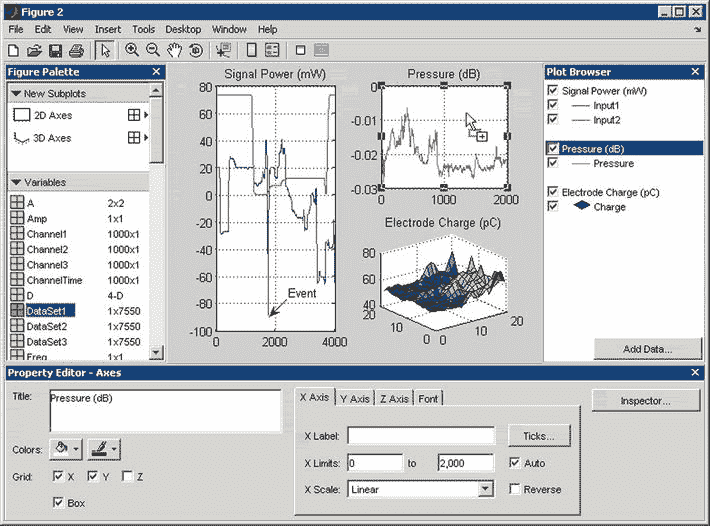 Figure 2
File Edit View Insert Tools Desktop Window Help
Figure Palette
New Subplots
2D Axes
3D Axes
Variables
A 2x2
Amp 1x1
Channel1 1000x1
Channel2 1000x1
Channel3 1000x1
ChannelTime 1000x1
D 4-D
DataSet1 1x7550
DataSet2 1x7550
DataSet3 1x7550
Freq 1x1
Signal Power (mW)
80
60
40
20
0
-20
-40
-60
-80
-100
0 2000 4000
Event
Pressure (dB)
0
-0.01
-0.02
-0.03
0 1000 2000
Electrode Charge (pC)
80
60
40
20
10
0
0
10
20
Plot Browser
Signal Power (mW)
Input1
Input2
Pressure (dB)
Pressure
Electrode Charge (pC)
Charge
Add Data...
Property Editor - Axes
Title: Pressure (dB)
Colors:
Grid: X Y Z
Box
X Axis Y Axis Z Axis Font
X Label: Ticks...
X Limits: 0 to 2,000 Auto
X Scale: Linear Reverse
Inspector...